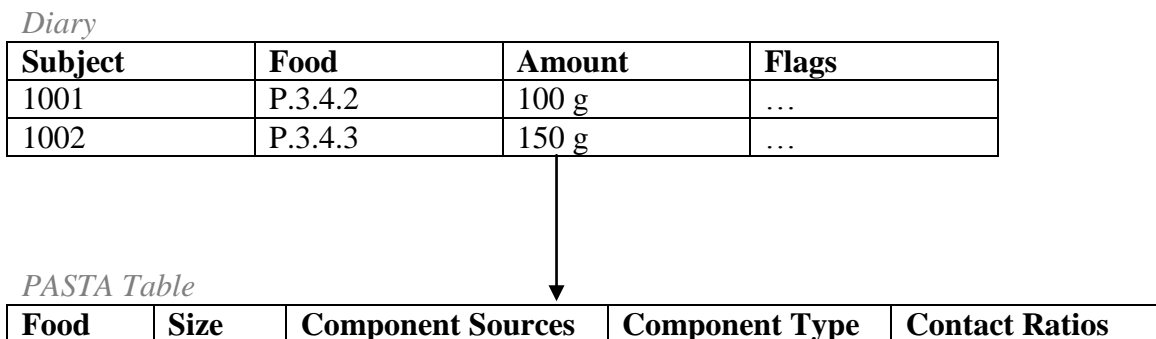 Diary
Subject Food Amount Flags
1001 P.3.4.2 100 g …
1002 P.3.4.3 150 g …
PASTA Table
Food Size Component Sources Component Type Contact Ratios